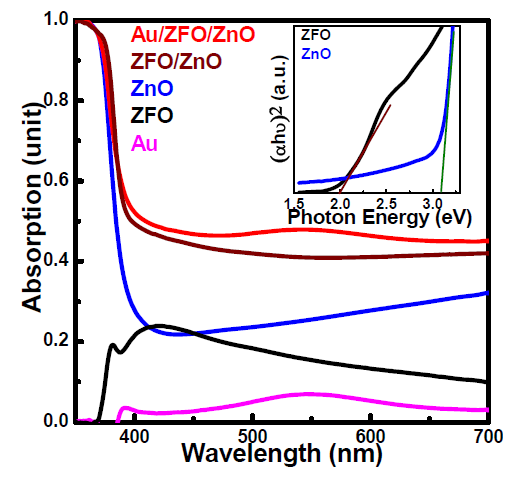 Au/ZFO/ZnO
ZFO/ZnO
ZnO
ZFO
Au
ZFO
ZnO
(αhυ)² (a.u.)
1.5 2.0 2.5 3.0
Photon Energy (eV)
Absorption (unit)
1.0
0.8
0.6
0.4
0.2
0.0
400 500 600 700
Wavelength (nm)